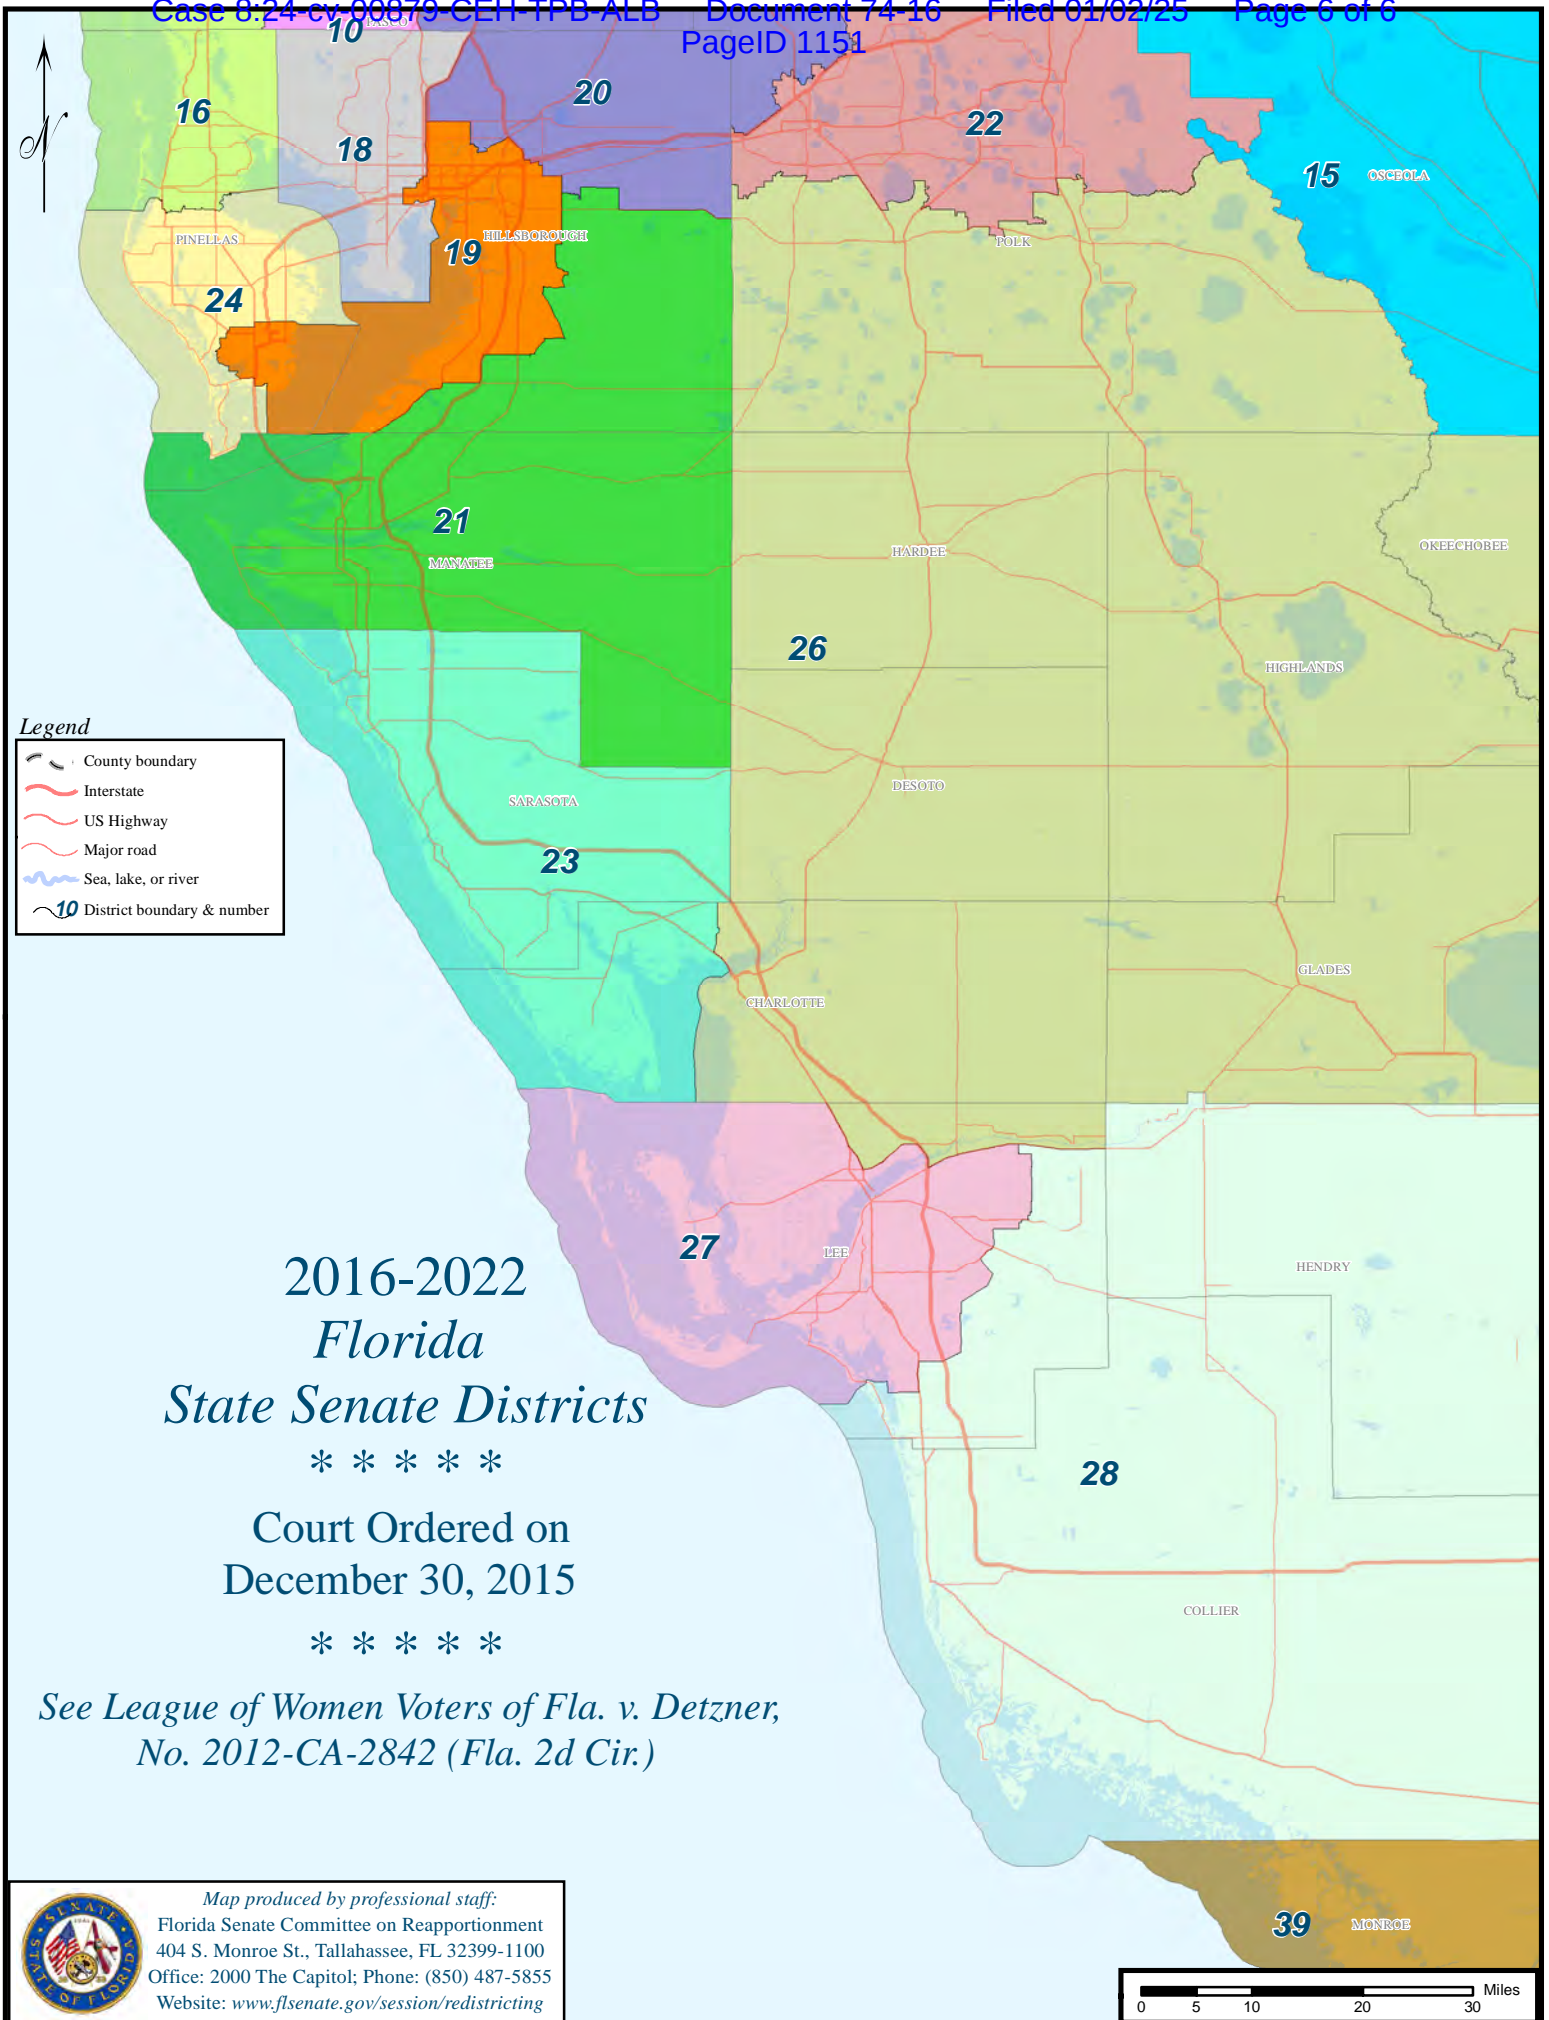 Case 8:24-cv-00879-CEH-TPB-ALB Document 74-16 Filed 01/02/25 Page 6 of 6
PageID 1151
PASCO
10
N
16
20
22
18
15
OSCEOLA
PINELLAS
HILLSBOROUGH
POLK
19
24
21
MANATEE
HARDEE
OKEECHOBEE
26
HIGHLANDS
Legend
County boundary
Interstate
US Highway
Major road
Sea, lake, or river
10 District boundary & number
SARASOTA
DESOTO
23
GLADES
CHARLOTTE
27
LEE
HENDRY
2016-2022
Florida
State Senate Districts
* * * * *
Court Ordered on
December 30, 2015
* * * * *
See League of Women Voters of Fla. v. Detzner,
No. 2012-CA-2842 (Fla. 2d Cir.)
28
COLLIER
39
MONROE
SENATE
STATE OF FLORIDA
Map produced by professional staff:
Florida Senate Committee on Reapportionment
404 S. Monroe St., Tallahassee, FL 32399-1100
Office: 2000 The Capitol; Phone: (850) 487-5855
Website: www.flsenate.gov/session/redistricting
Miles
0 5 10 20 30